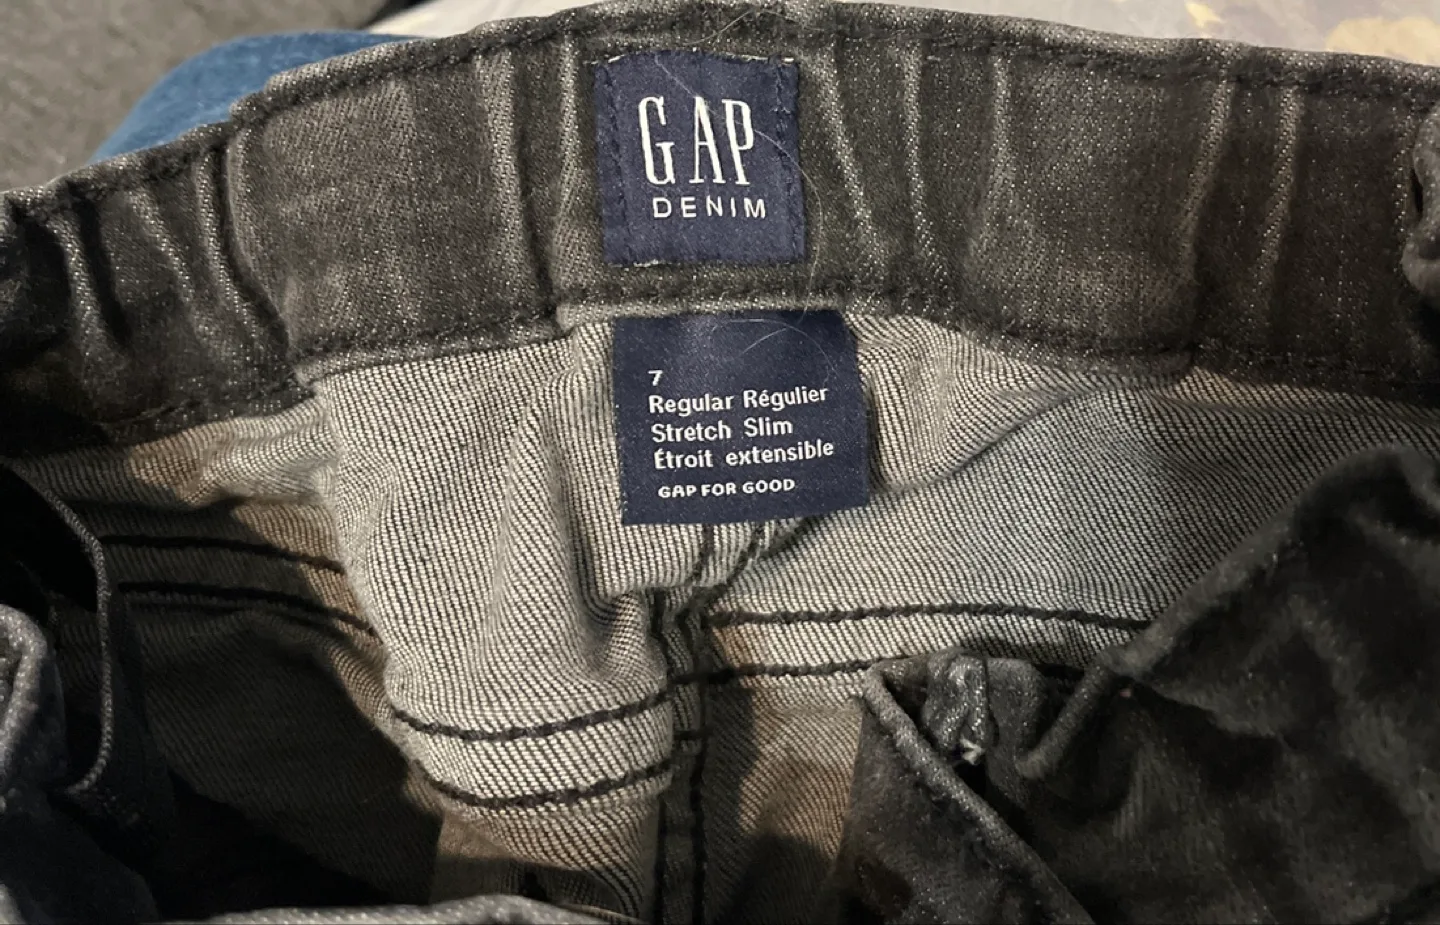 GAP
DENIM
7
Regular Régulier
Stretch Slim
Étroit extensible
GAP FOR GOOD